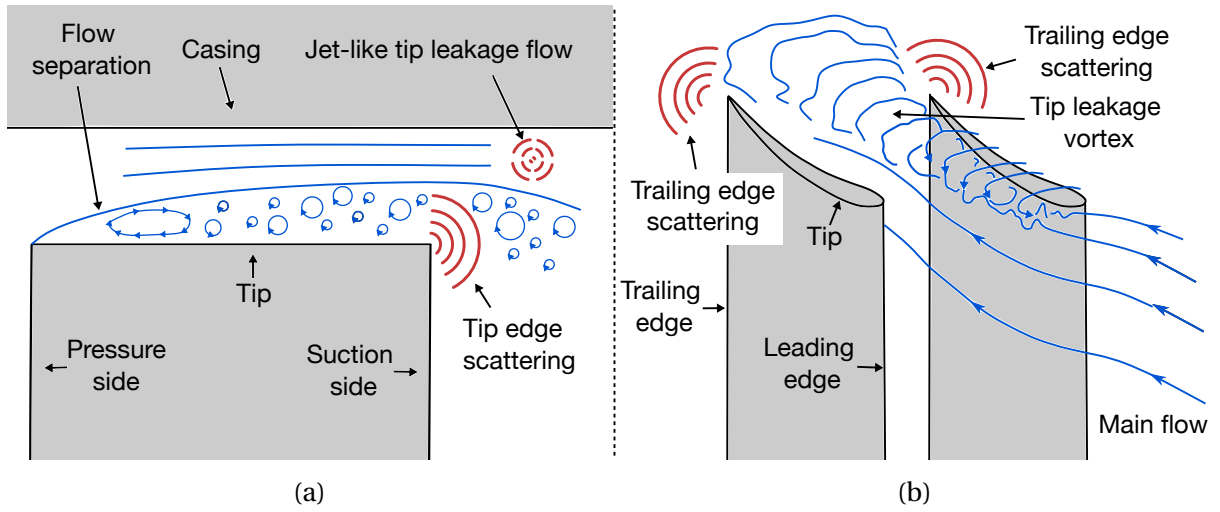 Flow
separation
Casing
Jet-like tip leakage flow
Tip
Tip edge
scattering
Pressure
side
Suction
side
(a)
Trailing edge
scattering
Tip leakage
vortex
Trailing edge
scattering
Tip
Trailing
edge
Leading
edge
Main flow
(b)